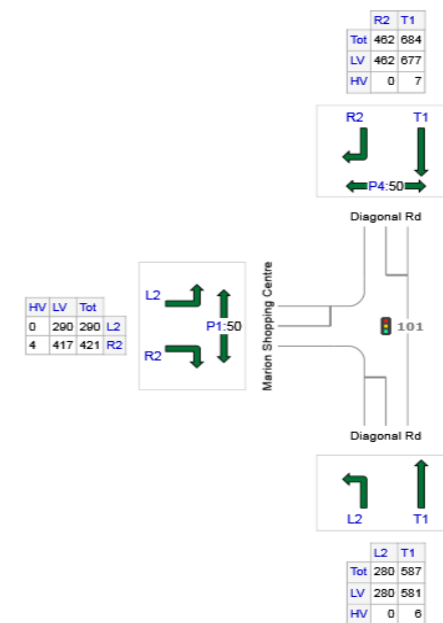 R2 T1
Tot 462 684
LV 462 677
HV 0 7
R2 T1
P4:50
Diagonal Rd
Marion Shopping Centre
HV LV Tot
0 290 290 L2
4 417 421 R2
L2
P1:50
R2
101
Diagonal Rd
L2 T1
L2 T1
Tot 280 587
LV 280 581
HV 0 6